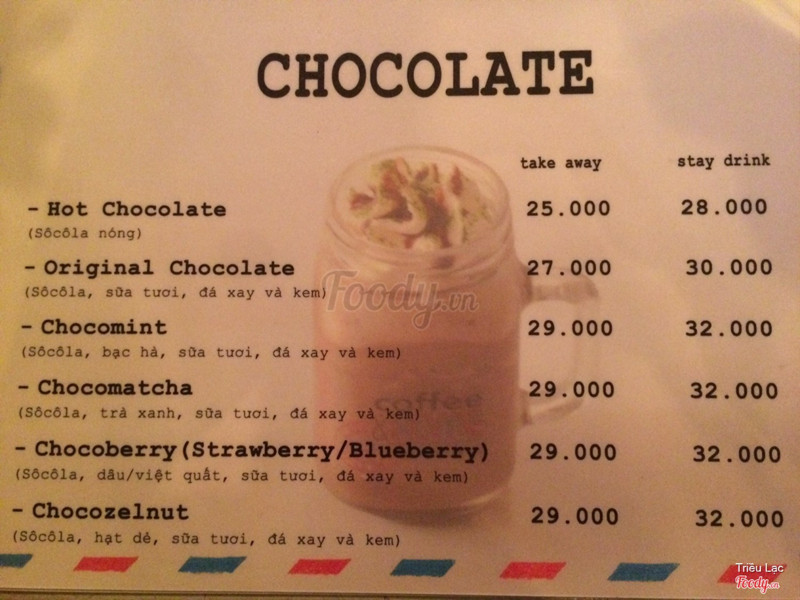 CHOCOLATE
take away stay drink
- Hot Chocolate 25.000 28.000
(Sôcôla nóng)
- Original Chocolate 27.000 30.000
(Sôcôla, sữa tươi, đá xay và kem)
- Chocomint 29.000 32.000
(Sôcôla, bạc hà, sữa tươi, đá xay và kem)
- Chocomatcha 29.000 32.000
(Sôcôla, trà xanh, sữa tươi, đá xay và kem)
- Chocoberry(Strawberry/Blueberry) 29.000 32.000
(Sôcôla, dâu/việt quất, sữa tươi, đá xay và kem)
- Chocozelnut 29.000 32.000
(Sôcôla, hạt dẻ, sữa tươi, đá xay và kem)
coffee
Foody.vn
Triều Lạc
Foody.vn